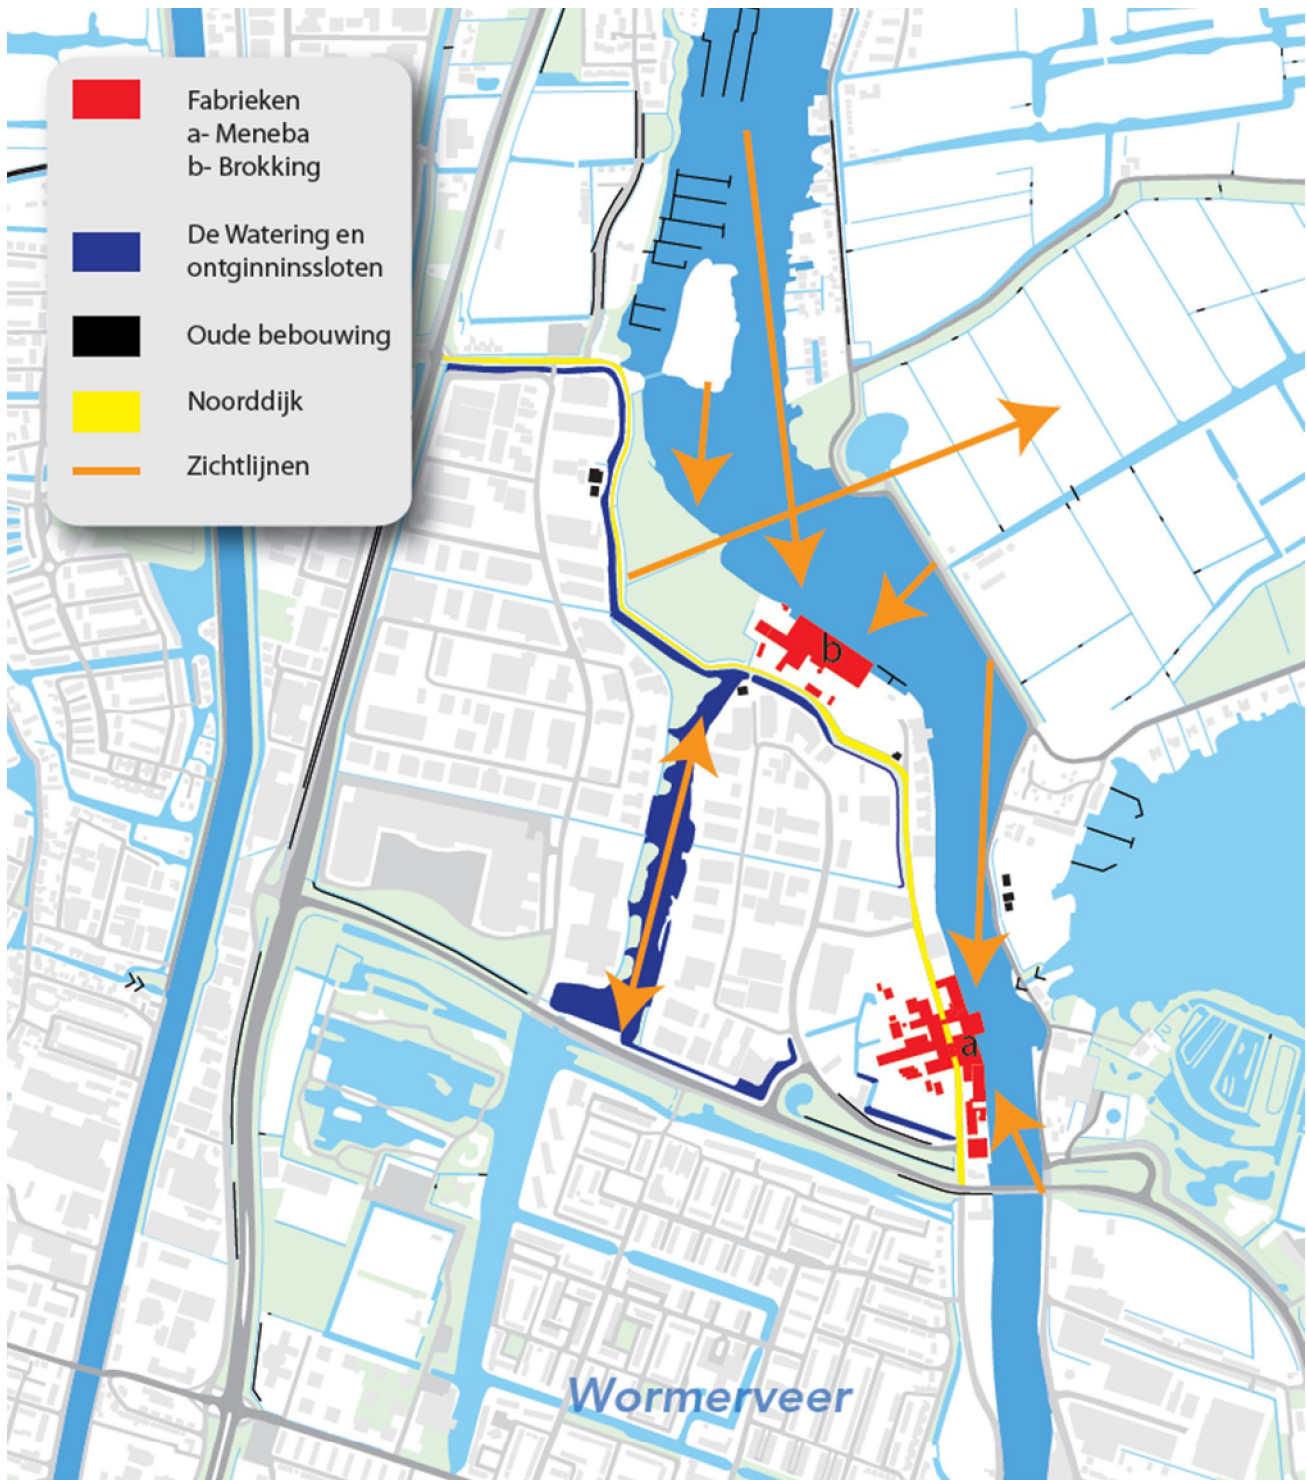 Fabrieken
a- Meneba
b- Brokking
De Watering en
ontginninssloten
Oude bebouwing
Noorddijk
Zichtlijnen
b
a
Wormerveer